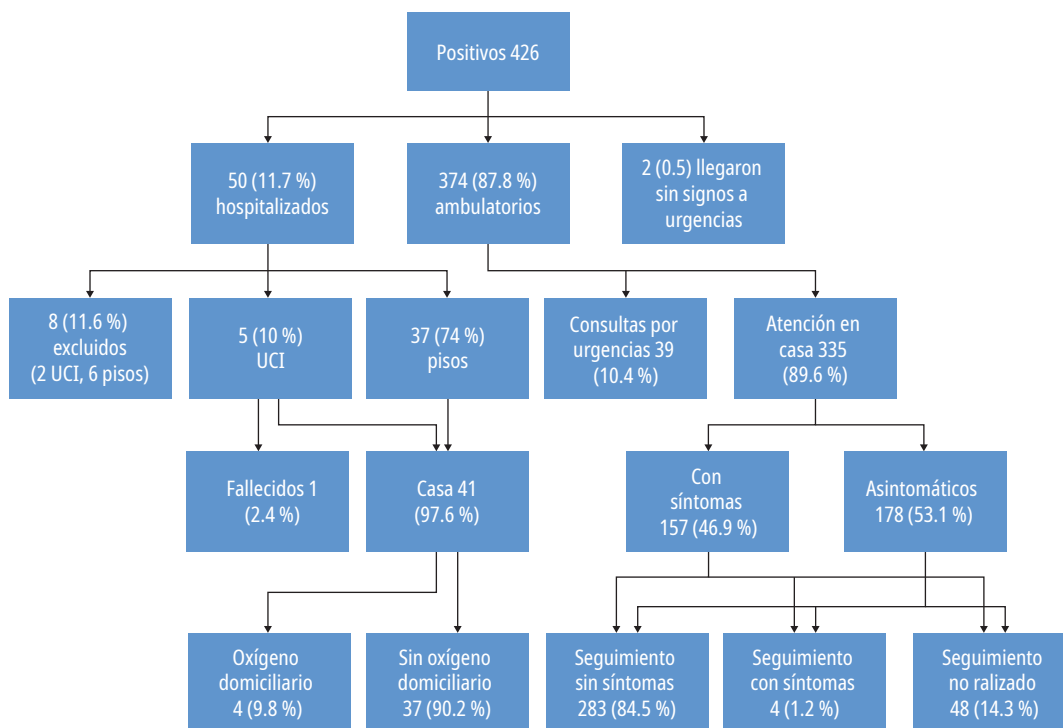 Positivos 426
50 (11.7 %)
hospitalizados
374 (87.8 %)
ambulatorios
2 (0.5) llegaron
sin signos a
urgencias
8 (11.6 %)
excluidos
(2 UCI, 6 pisos)
5 (10 %)
UCI
37 (74 %)
pisos
Consultas por
urgencias 39
(10.4 %)
Atención en
casa 335
(89.6 %)
Fallecidos 1
(2.4 %)
Casa 41
(97.6 %)
Con
síntomas
157 (46.9 %)
Asintomáticos
178 (53.1 %)
Oxígeno
domiciliario
4 (9.8 %)
Sin oxígeno
domiciliario
37 (90.2 %)
Seguimiento
sin síntomas
283 (84.5 %)
Seguimiento
con síntomas
4 (1.2 %)
Seguimiento
no ralizado
48 (14.3 %)